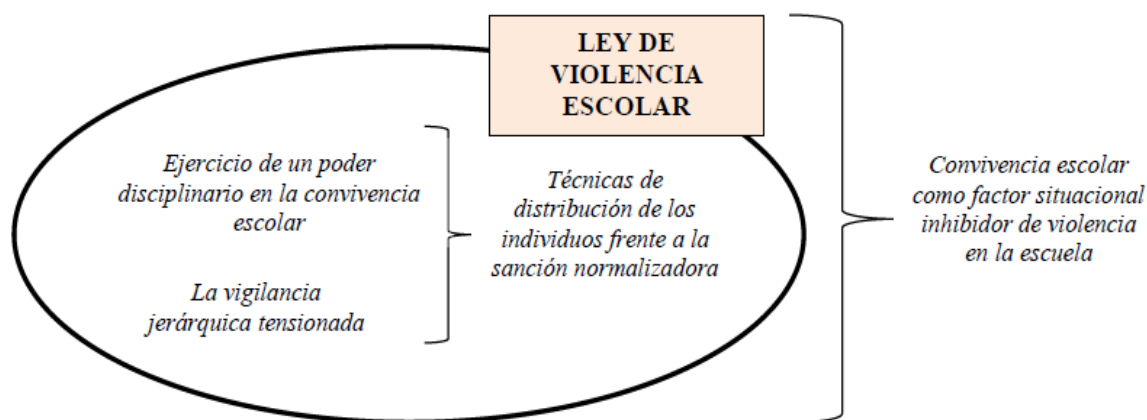 LEY DE
VIOLENCIA
ESCOLAR
Ejercicio de un poder
disciplinario en la convivencia
escolar
La vigilancia
jerárquica tensionada
Técnicas de
distribución de los
individuos frente a la
sanción normalizadora
Convivencia escolar
como factor situacional
inhibidor de violencia
en la escuela